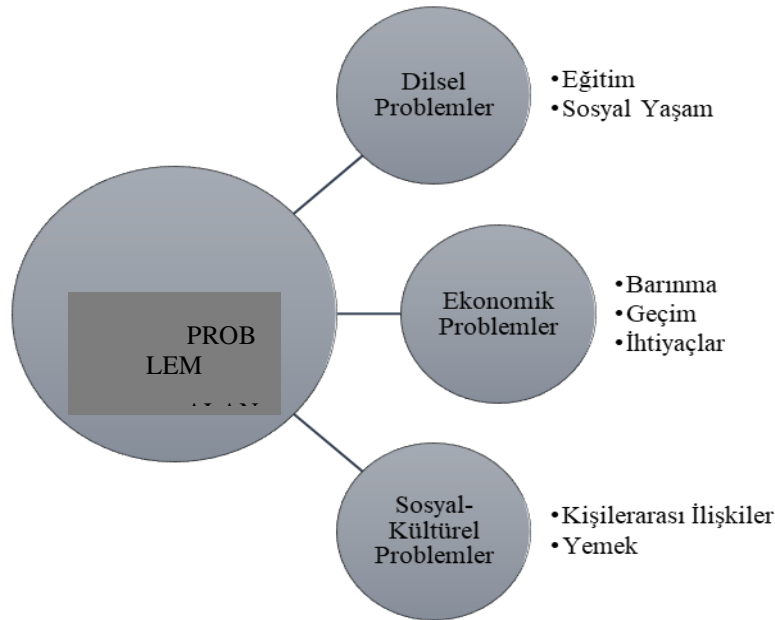 Dilsel
Problemler
•Eğitim
•Sosyal Yaşam
PROB
LEM
Ekonomik
Problemler
•Barınma
•Geçim
•İhtiyaçlar
Sosyal-
Kültürel
Problemler
•Kişilerarası İlişkiler
•Yemek